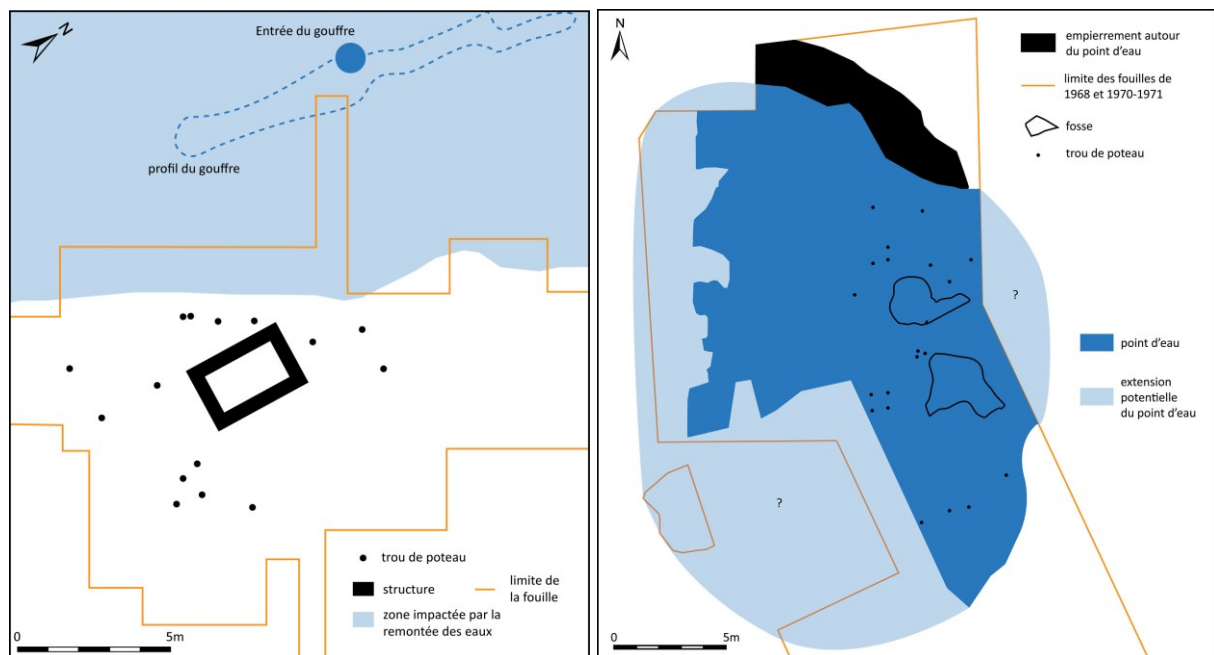 N
Entrée du gouffre
profil du gouffre
trou de poteau
structure
limite de
la fouille
zone impactée par la
remontée des eaux
0
5m
N
empierrement autour
du point d'eau
limite des fouilles de
1968 et 1970-1971
fosse
trou de poteau
?
point d'eau
extension
potentielle
du point d'eau
?
0
5m